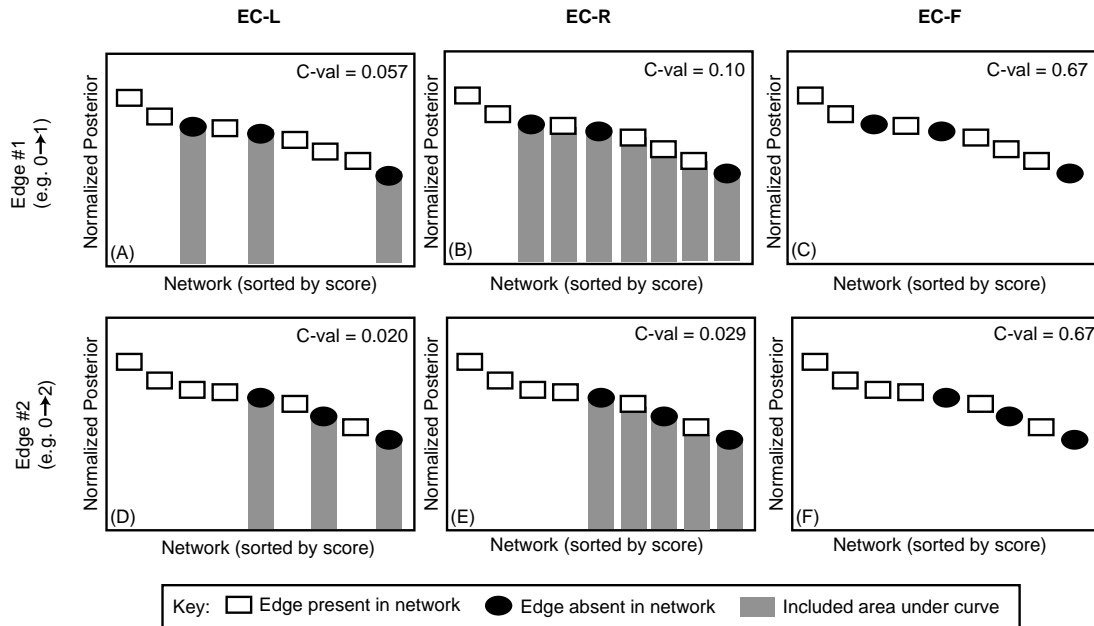 EC-L
EC-R
EC-F
Edge #1
(e.g. 0→1)
Normalized Posterior
C-val = 0.057
(A)
Network (sorted by score)
Normalized Posterior
C-val = 0.10
(B)
Network (sorted by score)
Normalized Posterior
C-val = 0.67
(C)
Network (sorted by score)
Edge #2
(e.g. 0→2)
Normalized Posterior
C-val = 0.020
(D)
Network (sorted by score)
Normalized Posterior
C-val = 0.029
(E)
Network (sorted by score)
Normalized Posterior
C-val = 0.67
(F)
Network (sorted by score)
Key: Edge present in network Edge absent in network Included area under curve